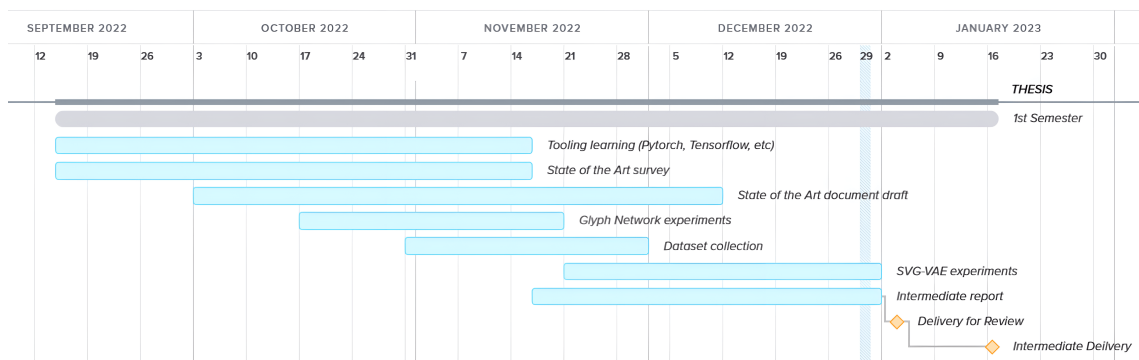 SEPTEMBER 2022 OCTOBER 2022 NOVEMBER 2022 DECEMBER 2022 JANUARY 2023
12 19 26 3 10 17 24 31 7 14 21 28 5 12 19 26 29 2 9 16 23 30
THESIS
1st Semester
Tooling learning (Pytorch, Tensorflow, etc)
State of the Art survey
State of the Art document draft
Glyph Network experiments
Dataset collection
SVG-VAE experiments
Intermediate report
Delivery for Review
Intermediate Deilvery